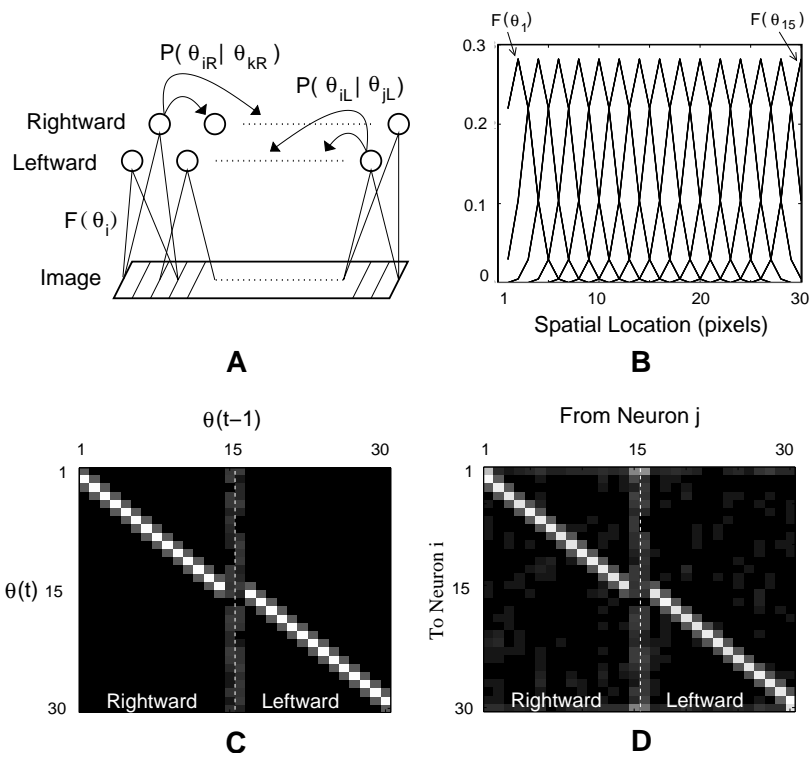 P( θiR | θkR )
P( θiL | θjL )
Rightward
Leftward
F(θi)
Image
A
F(θ1)
F(θ15)
0.3
0.2
0.1
0
1
10
20
30
Spatial Location (pixels)
B
θ(t−1)
1
15
30
1
θ(t)
15
30
Rightward
Leftward
C
From Neuron j
1
15
30
1
To Neuron i
15
30
Rightward
Leftward
D